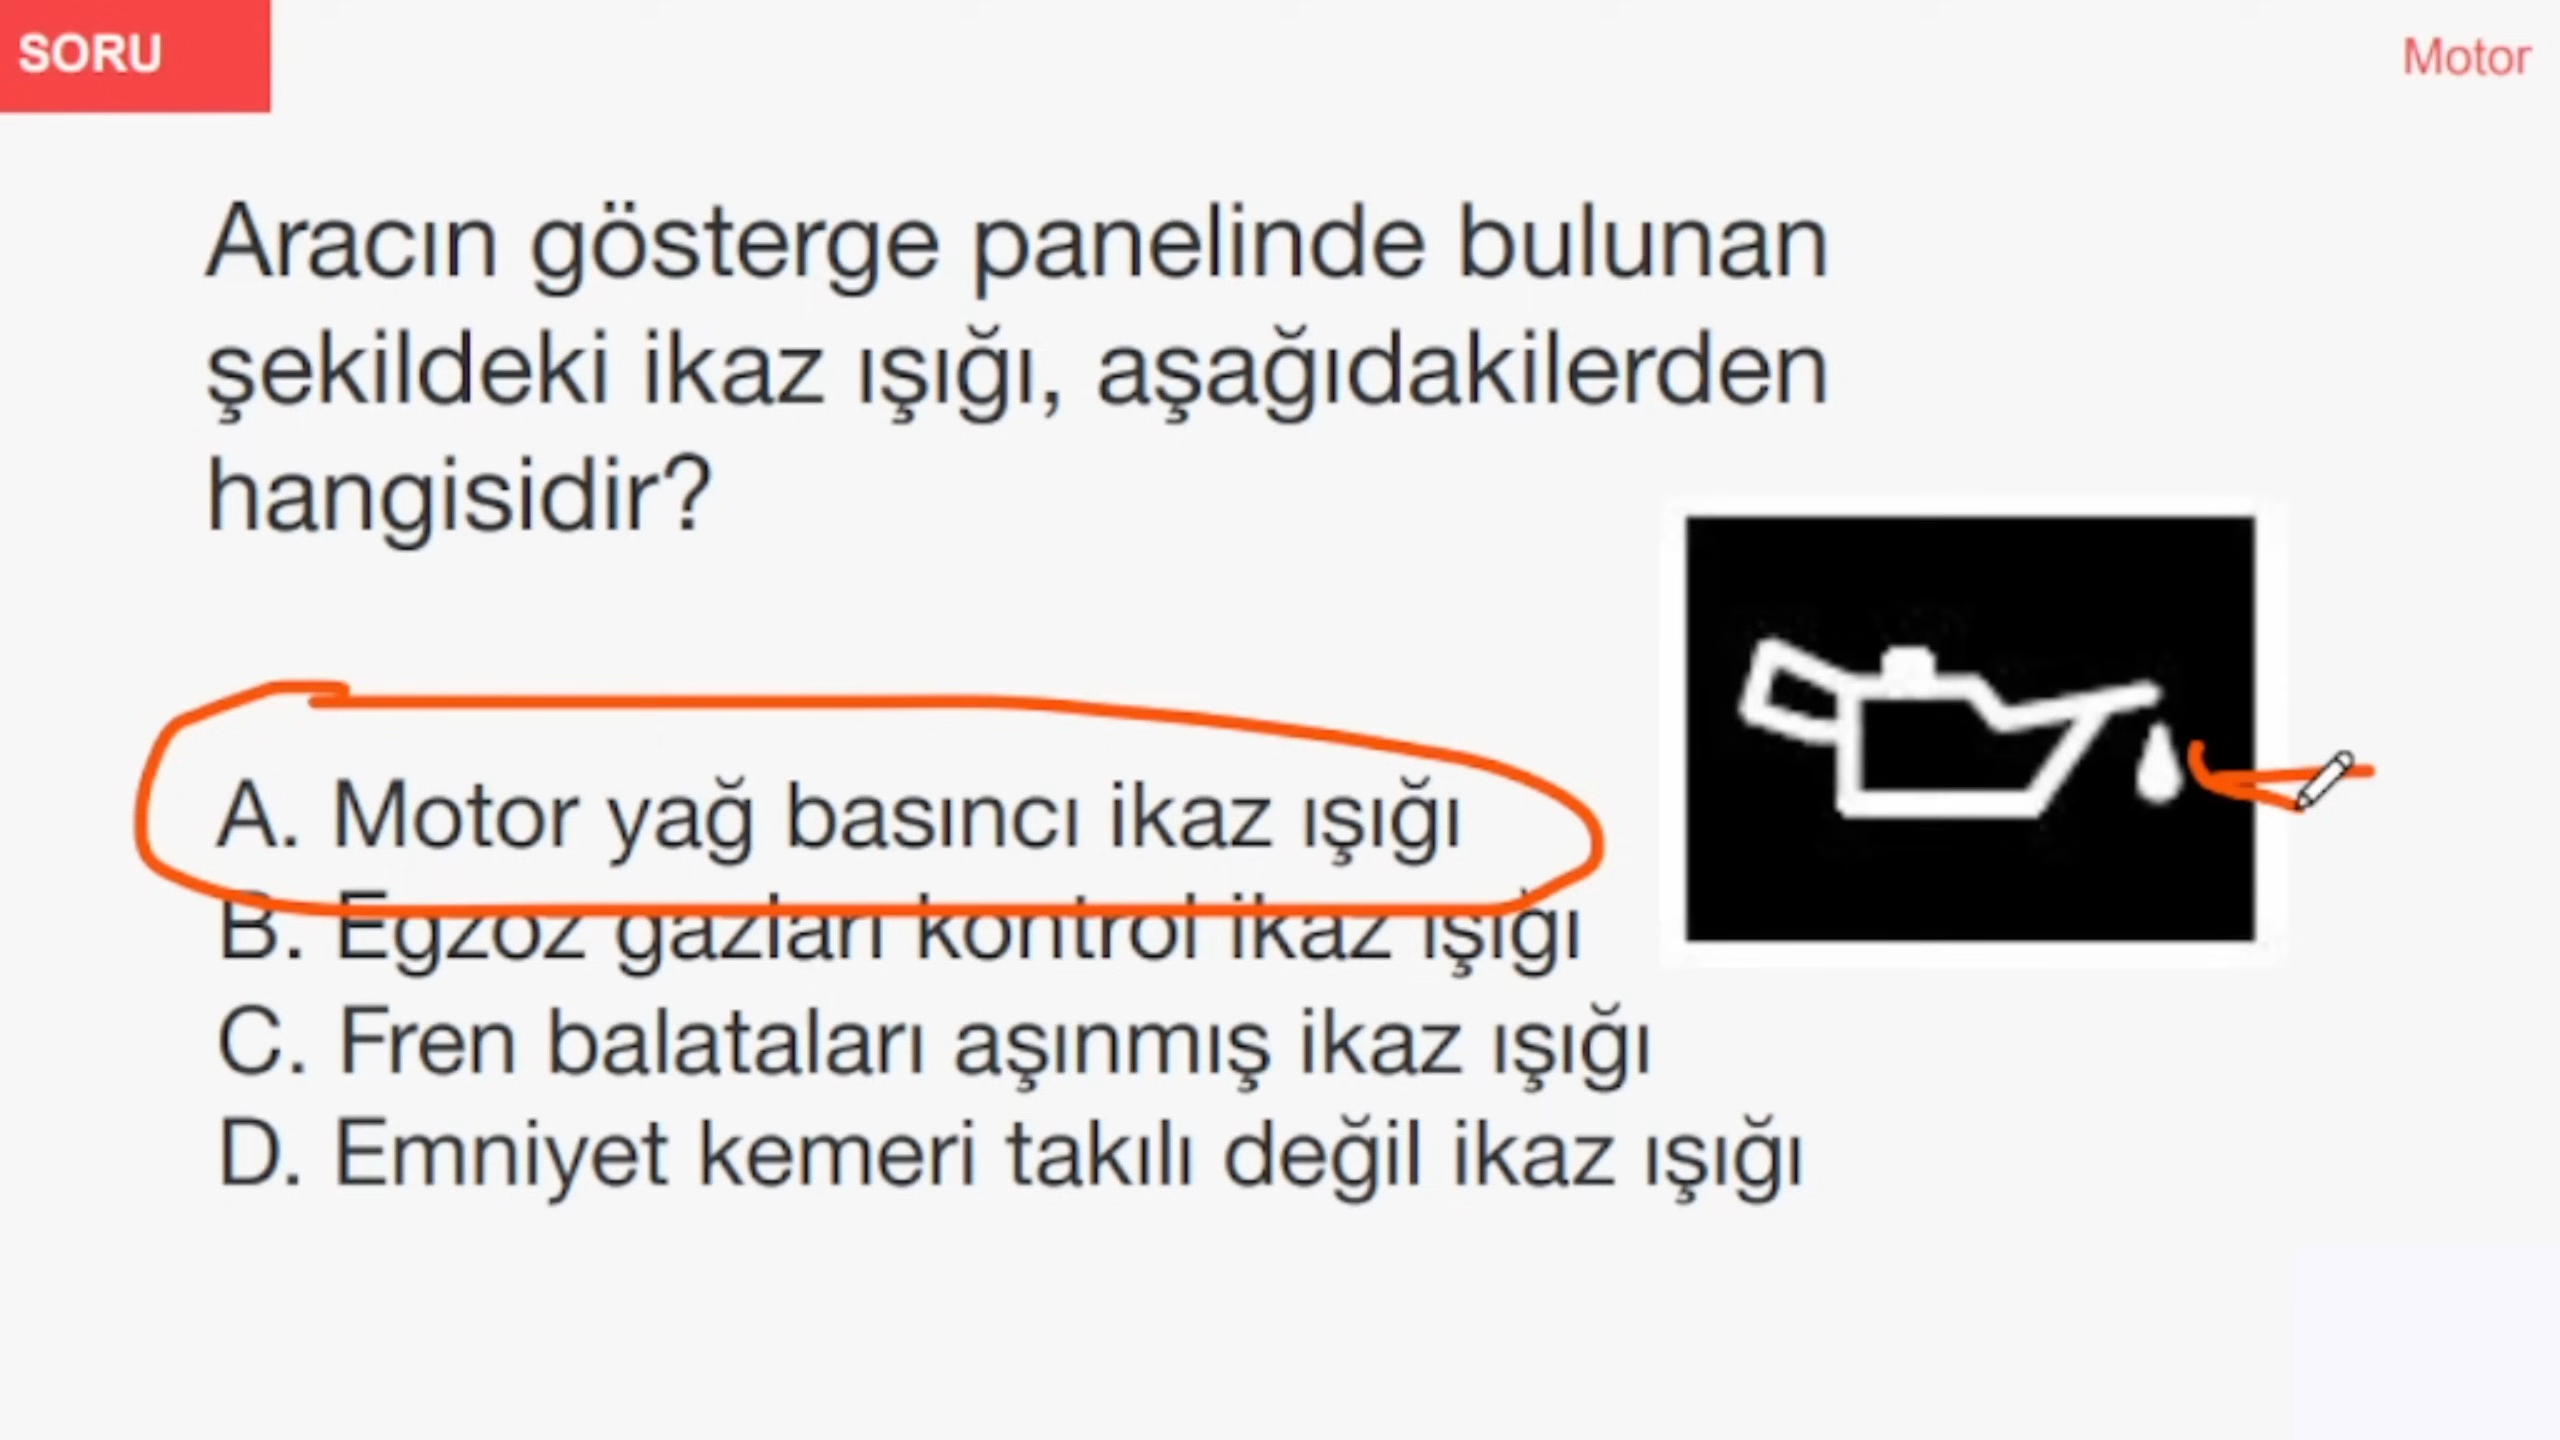 SORU
Motor
Aracın gösterge panelinde bulunan
şekildeki ikaz ışığı, aşağıdakilerden
hangisidir?
A. Motor yağ basıncı ikaz ışığı
B. Egzoz gazları kontrol ikaz ışığı
C. Fren balataları aşınmış ikaz ışığı
D. Emniyet kemeri takılı değil ikaz ışığı